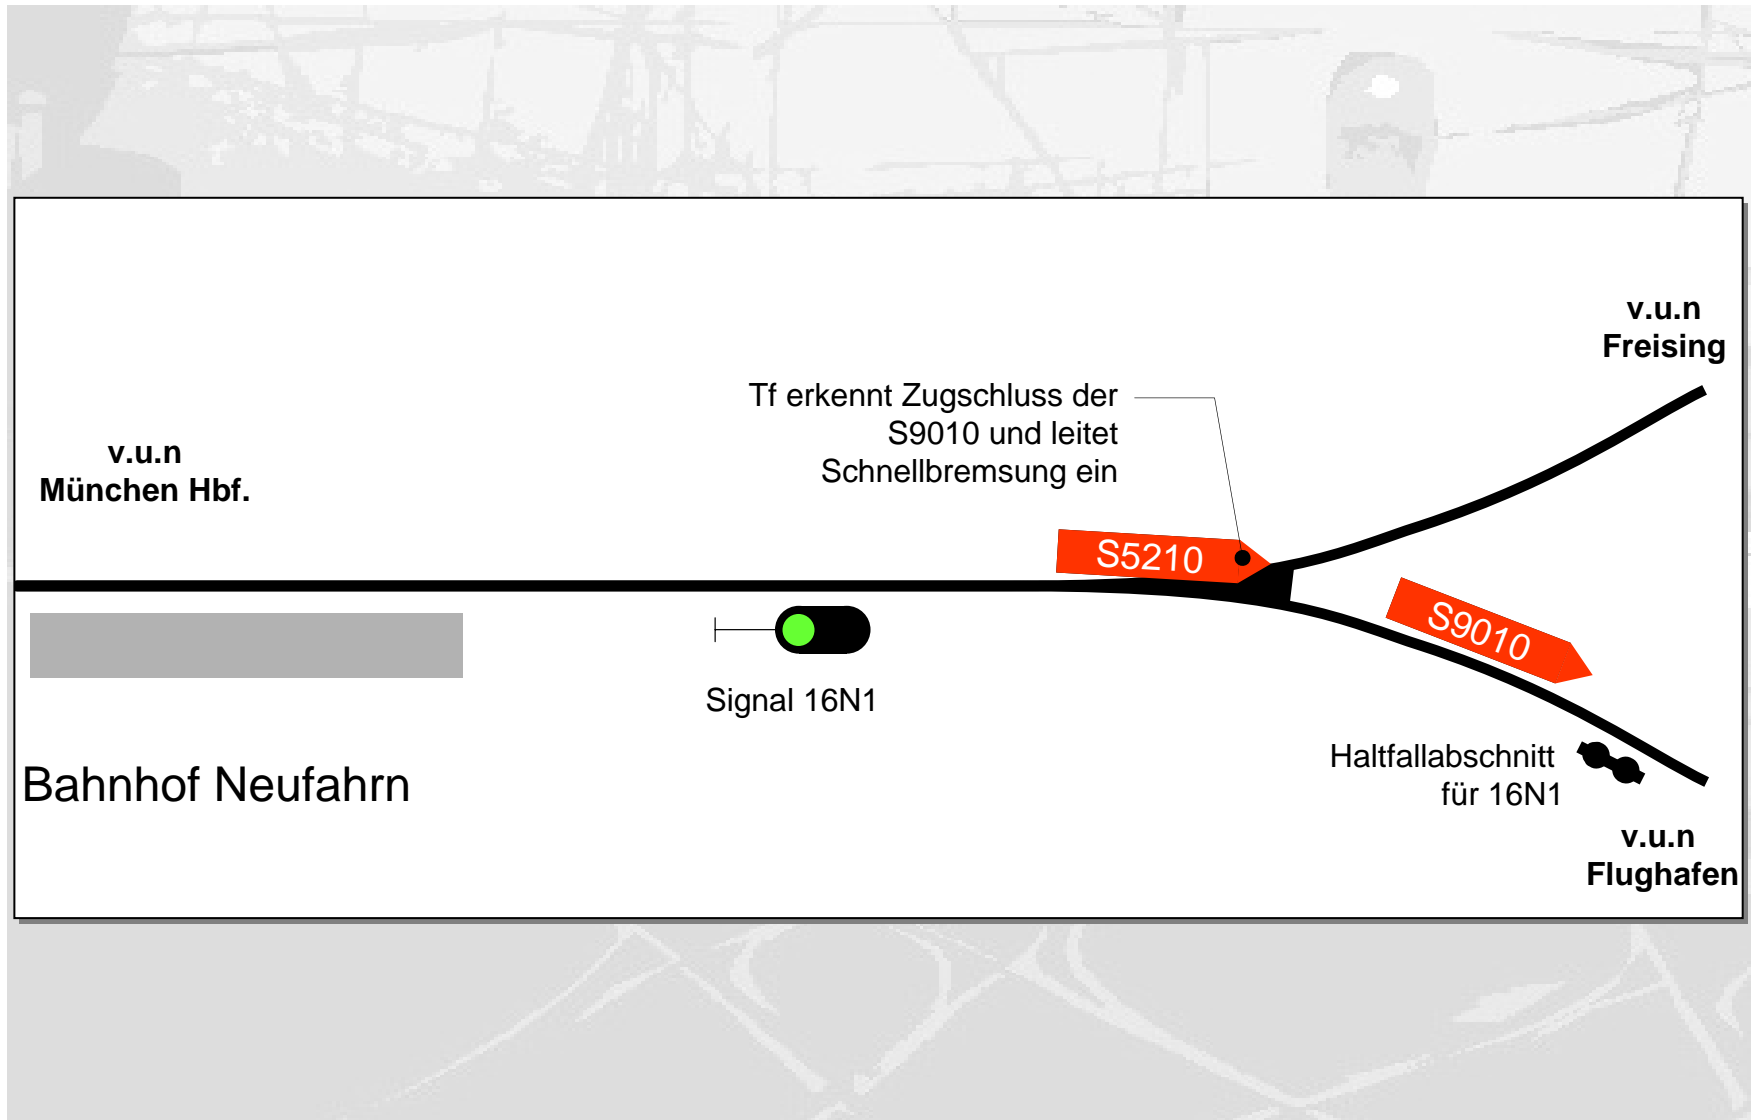 v.u.n
Freising
Tf erkennt Zugschluss der
S9010 und leitet
Schnellbremsung ein
v.u.n
München Hbf.
S5210
S9010
Signal 16N1
Haltfallabschnitt
für 16N1
Bahnhof Neufahrn
v.u.n
Flughafen